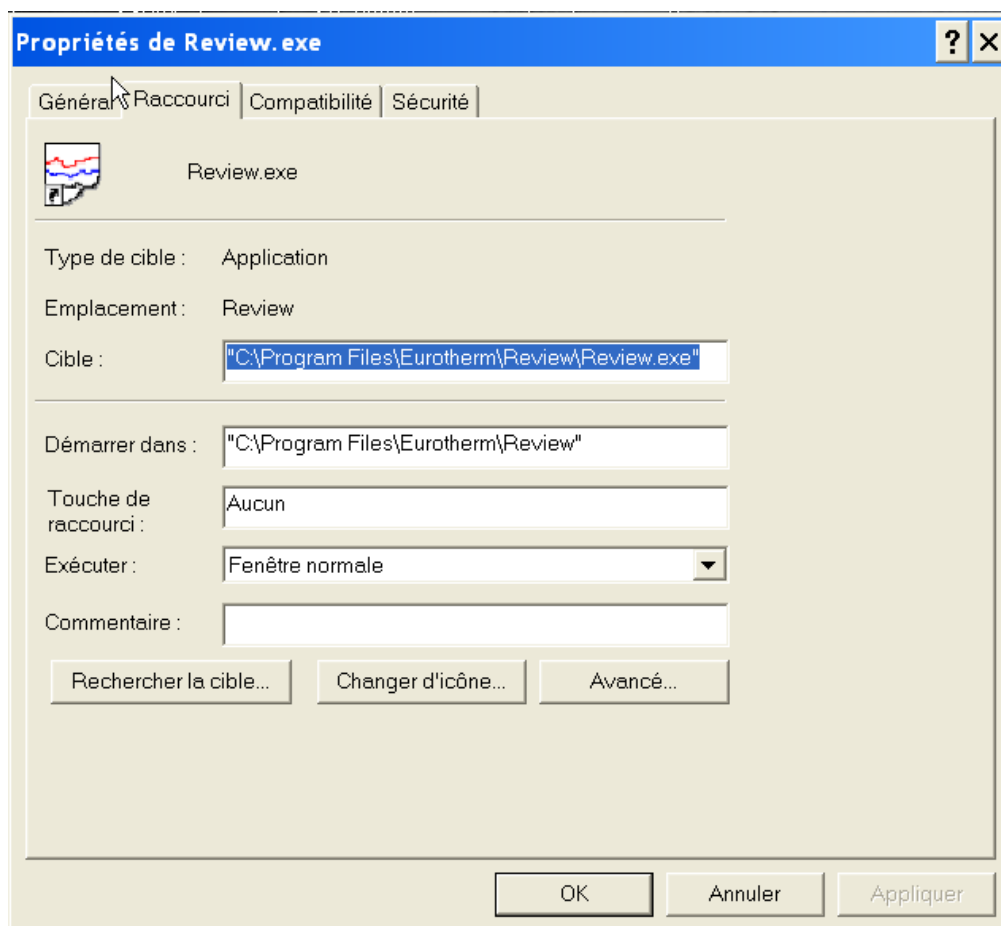 Propriétés de Review.exe
Général Raccourci Compatibilité Sécurité
Review.exe
Type de cible : Application
Emplacement : Review
Cible : "C:\Program Files\Eurotherm\Review\Review.exe"
Démarrer dans : "C:\Program Files\Eurotherm\Review"
Touche de
raccourci : Aucun
Exécuter : Fenêtre normale
Commentaire :
Rechercher la cible... Changer d'icône... Avancé...
OK Annuler Appliquer